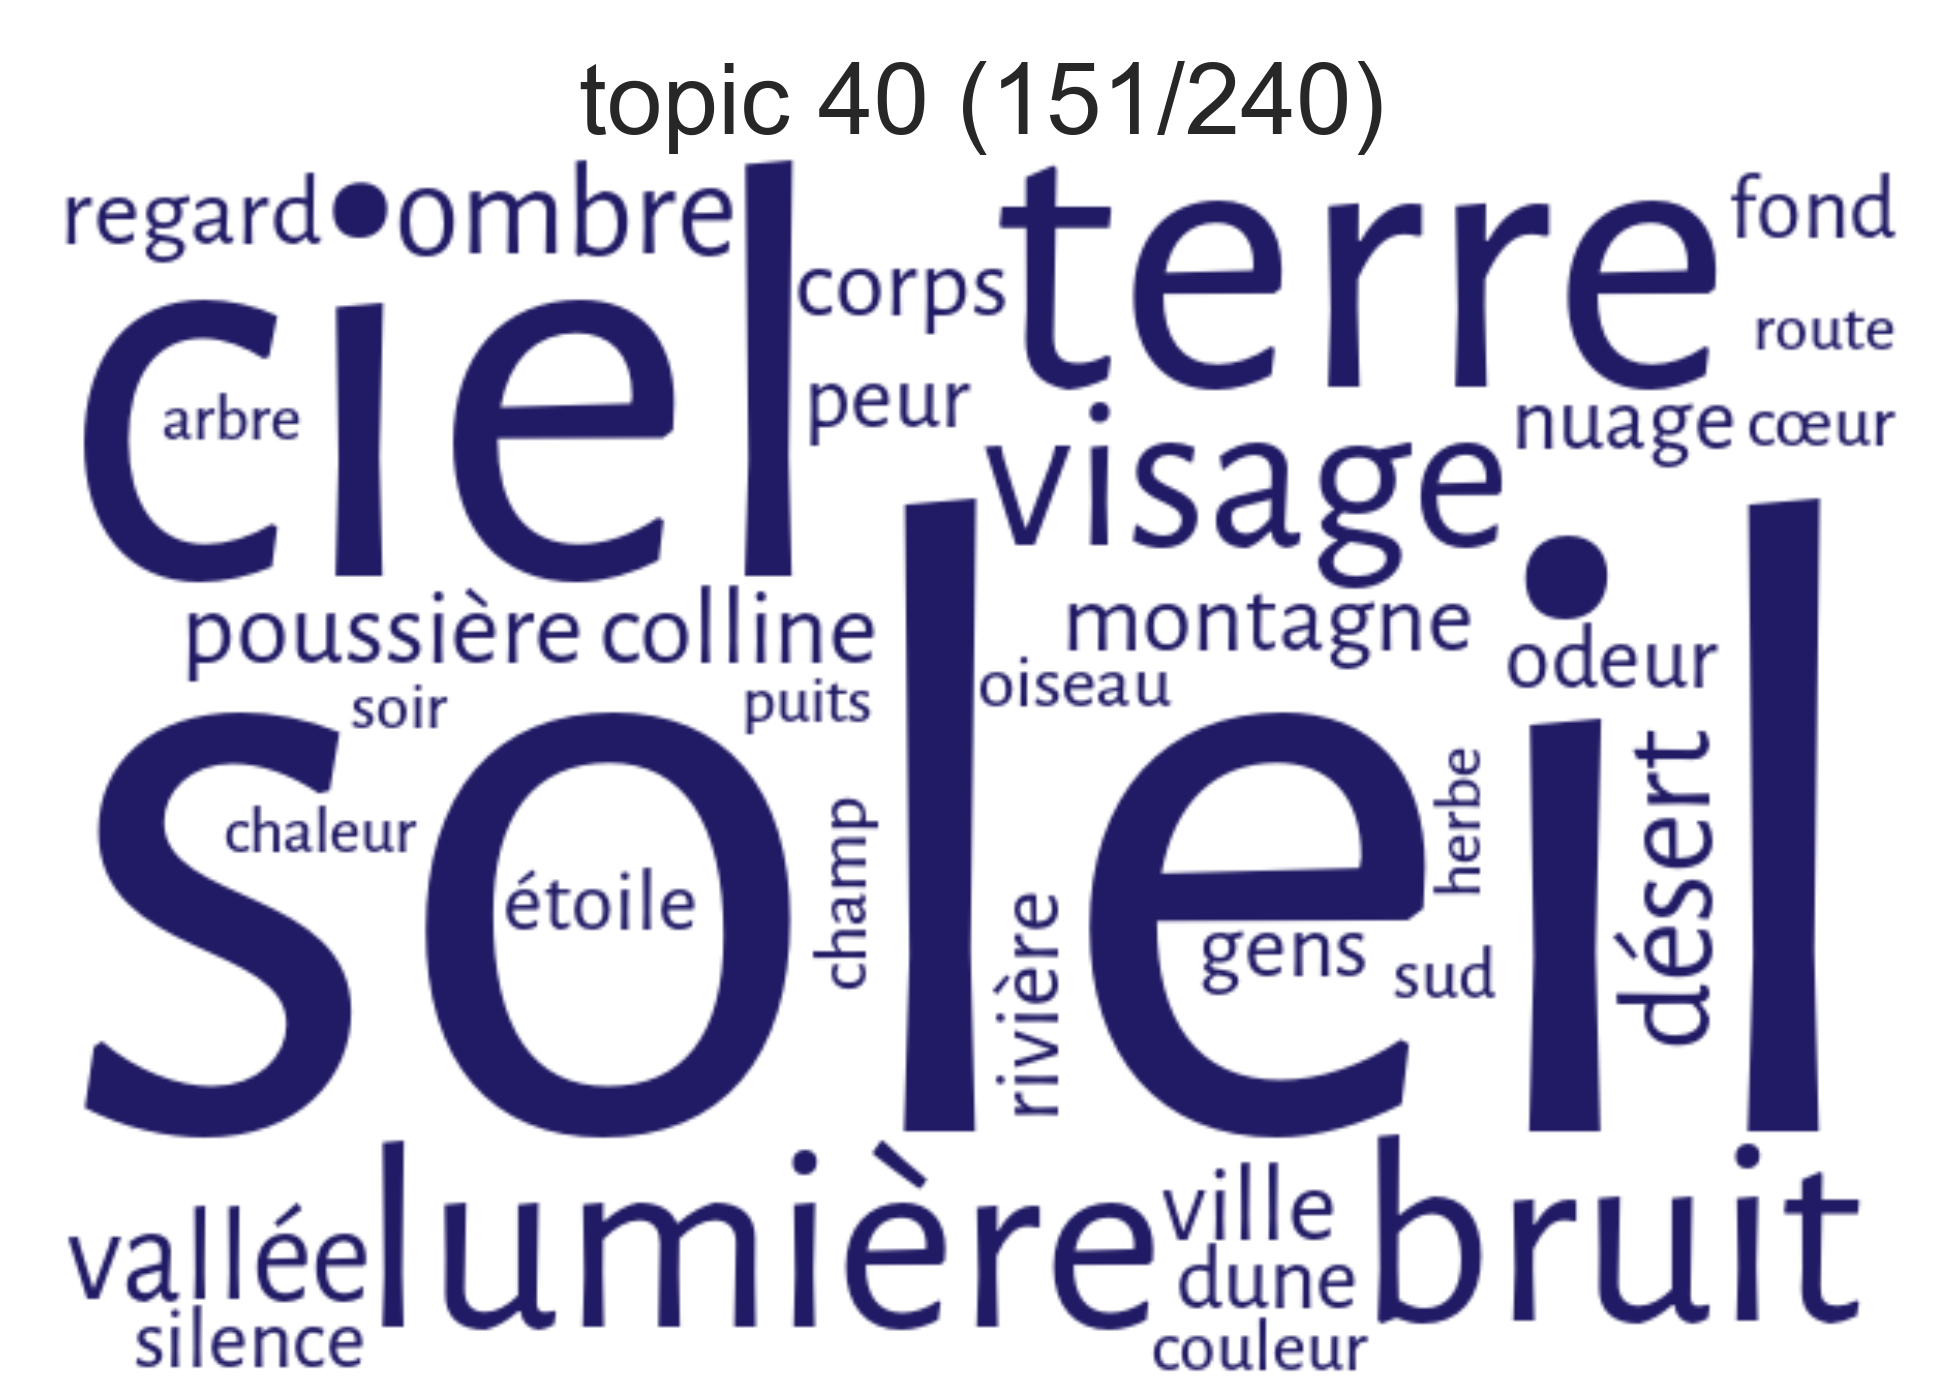 topic 40 (151/240)
regard ombre terre fond
ciel corps route
arbre peur visage nuage cœur
poussière colline montagne odeur
soir puits oiseau
soleil
chaleur étoile champ rivière herbe désert
gens sud
vallée lumière ville bruit
silence dune
couleur